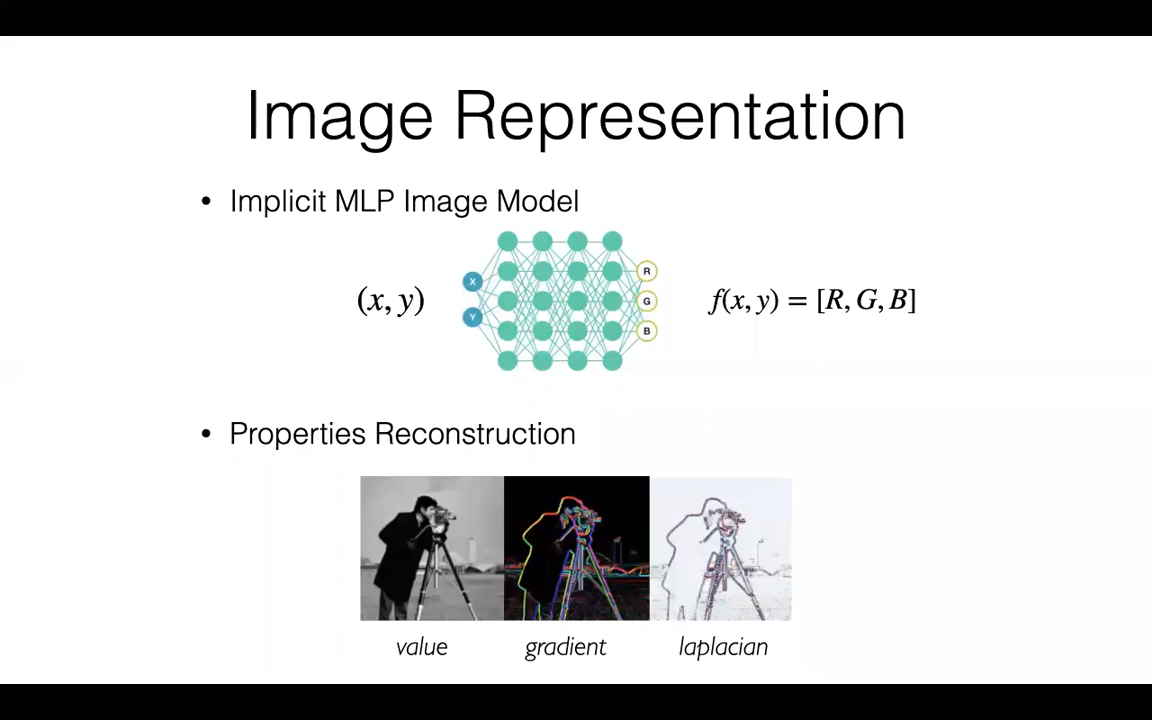 Image Representation
• Implicit MLP Image Model
(x, y)
X
Y
R
G
B
f(x, y) = [R, G, B]
• Properties Reconstruction
value
gradient
laplacian